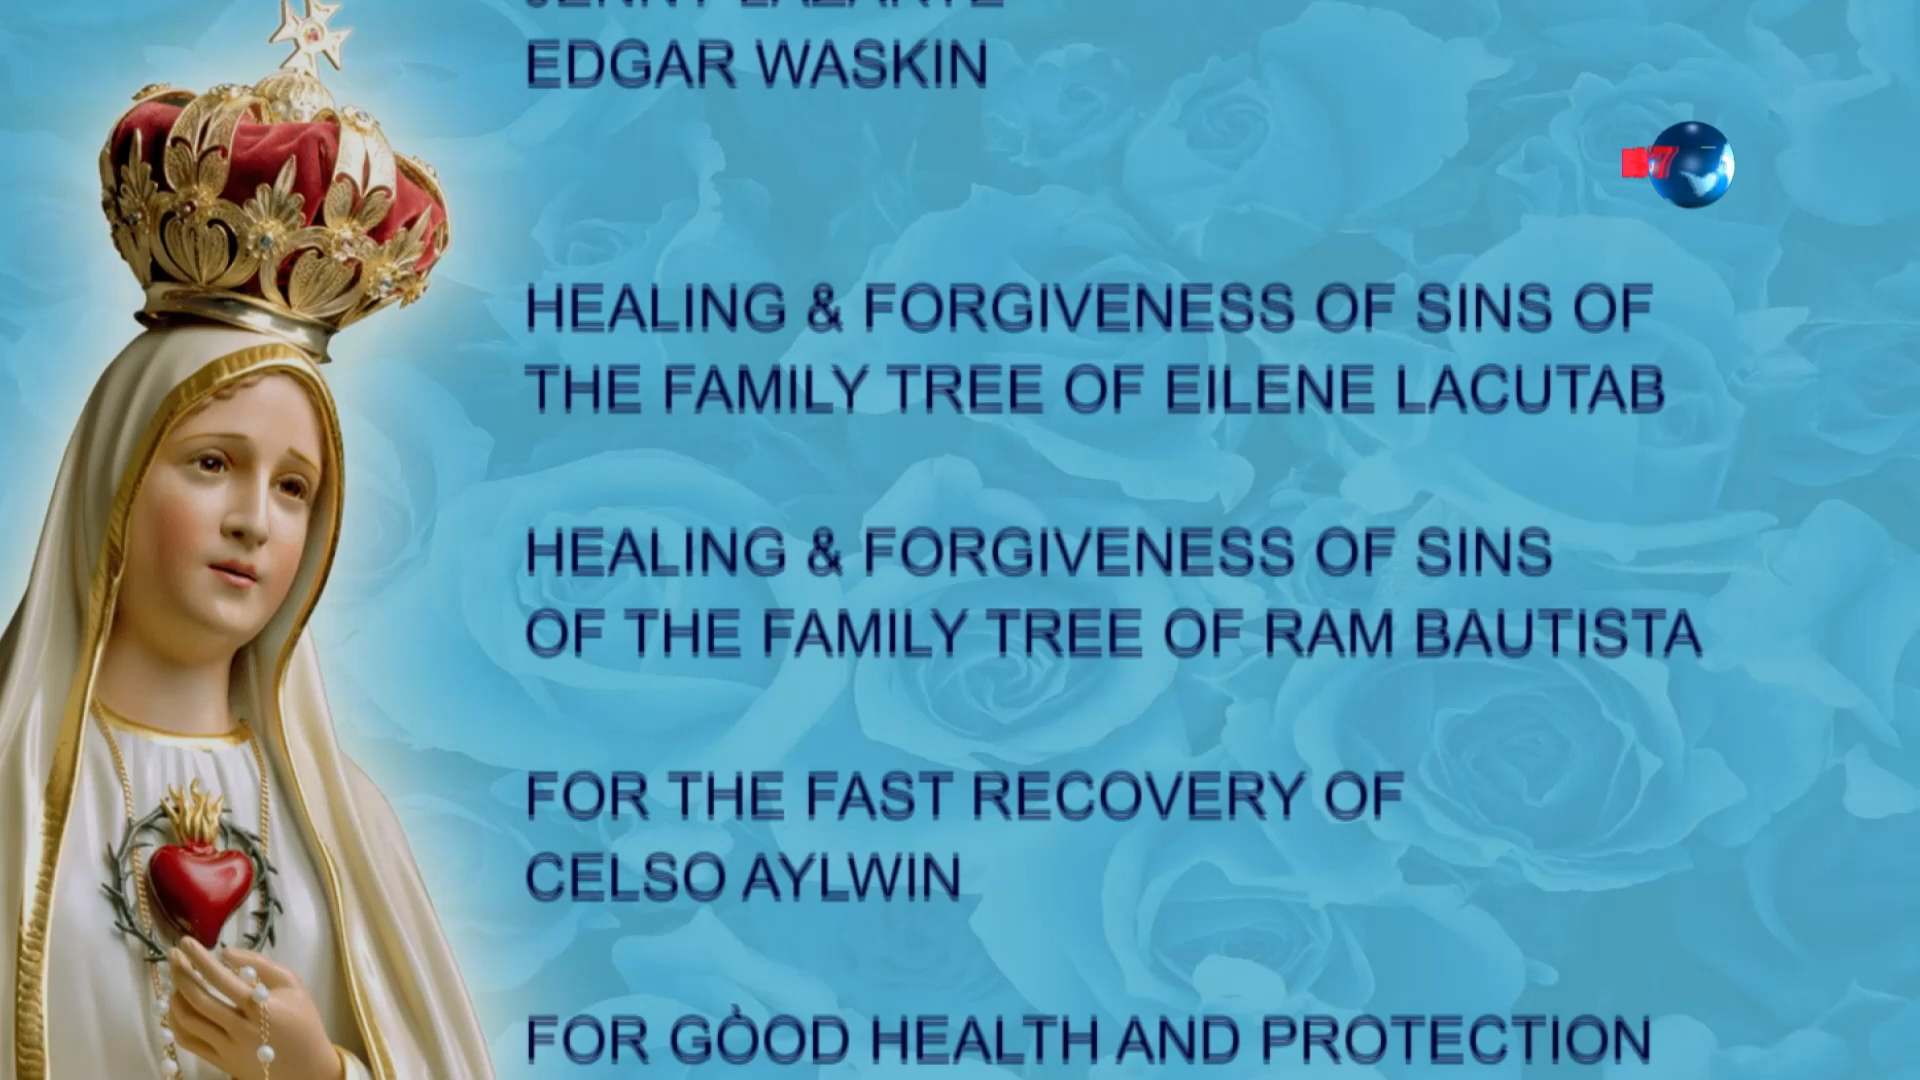 EDGAR WASKIN
HEALING & FORGIVENESS OF SINS OF
THE FAMILY TREE OF EILENE LACUTAB
HEALING & FORGIVENESS OF SINS
OF THE FAMILY TREE OF RAM BAUTISTA
FOR THE FAST RECOVERY OF
CELSO AYLWIN
FOR GOOD HEALTH AND PROTECTION